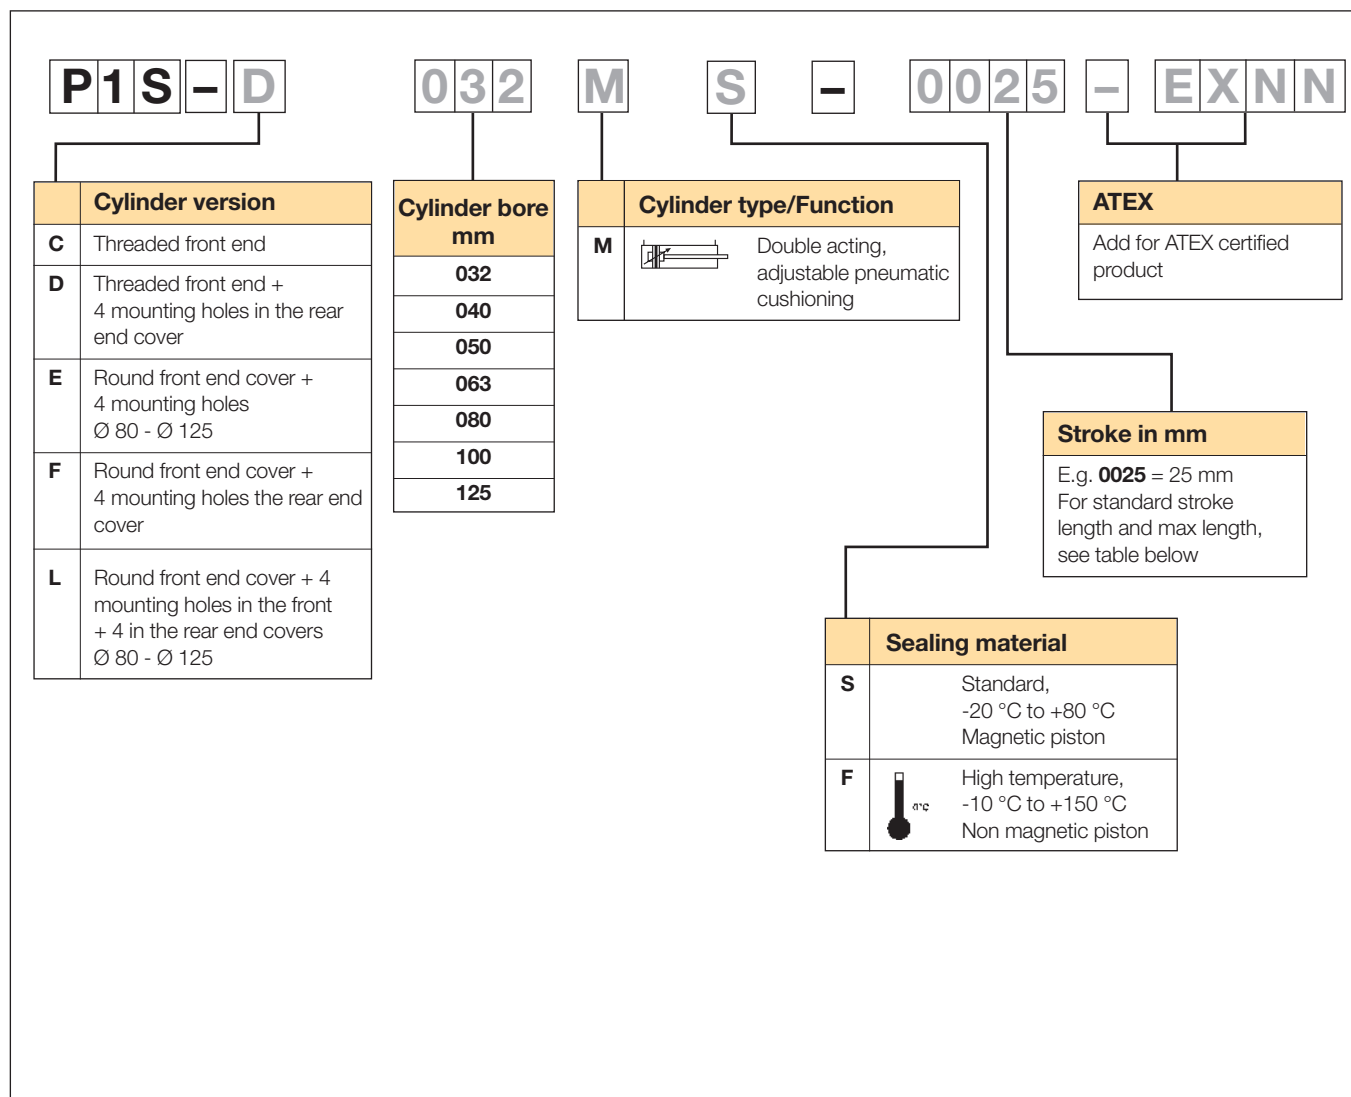 P1S-D 032 M S - 0025 - EXNN
Cylinder version
C Threaded front end
D Threaded front end +
4 mounting holes in the rear
end cover
E Round front end cover +
4 mounting holes
Ø 80 - Ø 125
F Round front end cover +
4 mounting holes the rear end
cover
L Round front end cover + 4
mounting holes in the front
+ 4 in the rear end covers
Ø 80 - Ø 125
Cylinder bore
mm
032
040
050
063
080
100
125
Cylinder type/Function
M Double acting,
adjustable pneumatic
cushioning
ATEX
Add for ATEX certified
product
Stroke in mm
E.g. 0025 = 25 mm
For standard stroke
length and max length,
see table below
Sealing material
S Standard,
-20 °C to +80 °C
Magnetic piston
F High temperature,
-10 °C to +150 °C
Non magnetic piston